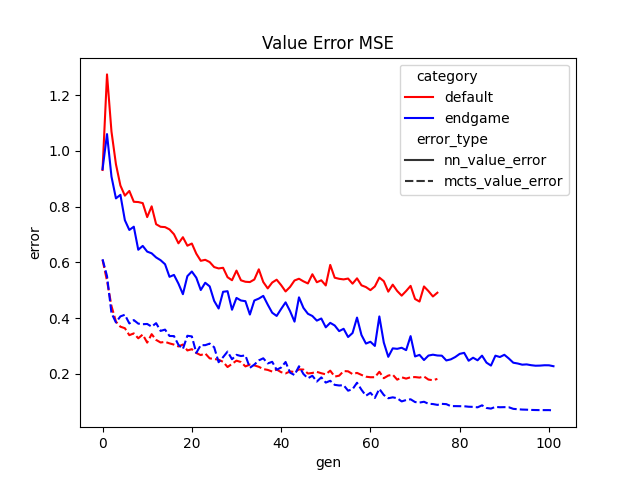 Value Error MSE
category
default
endgame
error_type
nn_value_error
mcts_value_error
error
1.2
1.0
0.8
0.6
0.4
0.2
0
20
40
60
80
100
gen